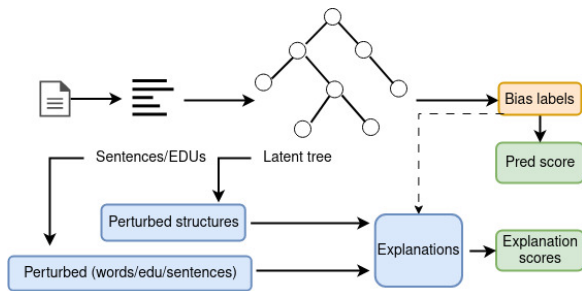 Bias labels
Sentences/EDUs
Latent tree
Pred score
Perturbed structures
Explanations
Explanation
scores
Perturbed (words/edu/sentences)